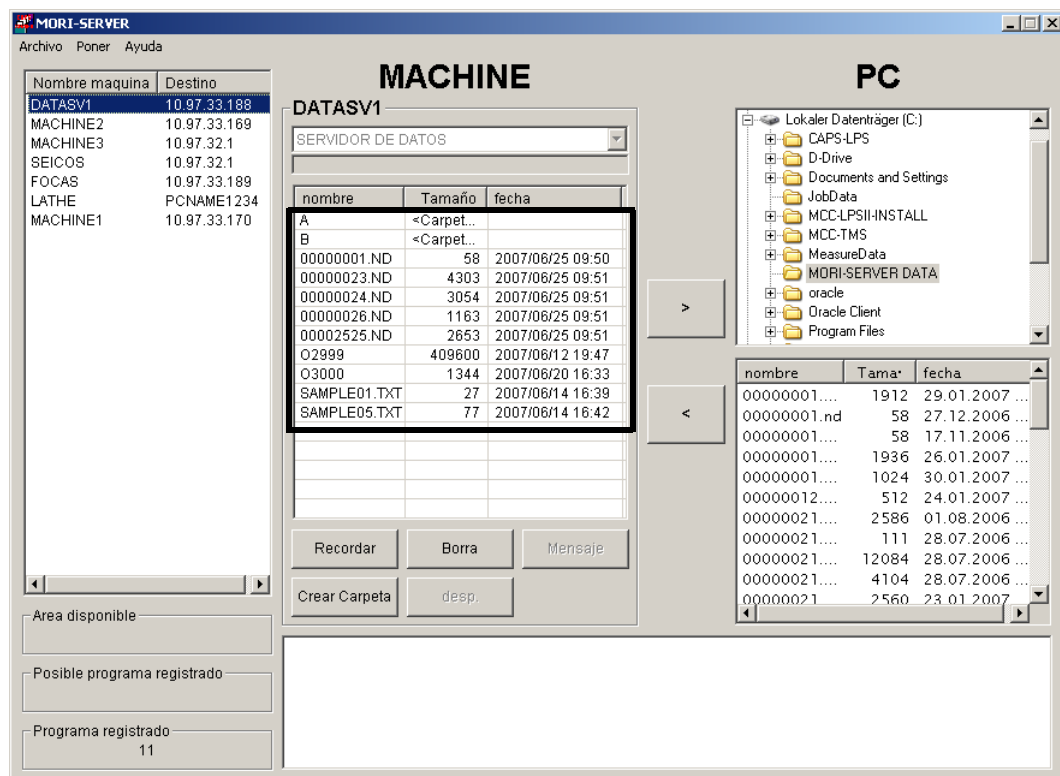 MORI-SERVER
Archivo Poner Ayuda
Nombre maquina Destino
DATASV1 10.97.33.188
MACHINE2 10.97.33.169
MACHINE3 10.97.32.1
SEICOS 10.97.32.1
FOCAS 10.97.33.189
LATHE PCNAME1234
MACHINE1 10.97.33.170
Area disponible
Posible programa registrado
Programa registrado
11
MACHINE
DATASV1
SERVIDOR DE DATOS
nombre Tamaño fecha
A <Carpet...
B <Carpet...
00000001.ND 58 2007/06/25 09:50
00000023.ND 4303 2007/06/25 09:51
00000024.ND 3054 2007/06/25 09:51
00000026.ND 1163 2007/06/25 09:51
00002525.ND 2653 2007/06/25 09:51
O2999 409600 2007/06/12 19:47
O3000 1344 2007/06/20 16:33
SAMPLE01.TXT 27 2007/06/14 16:39
SAMPLE05.TXT 77 2007/06/14 16:42
Recordar Borra Mensaje
Crear Carpeta desp.
>
<
PC
Lokaler Datenträger (C:)
CAPS-LPS
D-Drive
Documents and Settings
JobData
MCC-LPSII-INSTALL
MCC-TMS
MeasureData
MORI-SERVER DATA
oracle
Oracle Client
Program Files
nombre Tama· fecha
00000001.... 1912 29.01.2007 ...
00000001.nd 58 27.12.2006 ...
00000001.... 58 17.11.2006 ...
00000001.... 1936 26.01.2007 ...
00000001.... 1024 30.01.2007 ...
00000012.... 512 24.01.2007 ...
00000021.... 2586 01.08.2006 ...
00000021.... 111 28.07.2006 ...
00000021.... 12084 28.07.2006 ...
00000021.... 4104 28.07.2006 ...
00000021 2560 23.01.2007